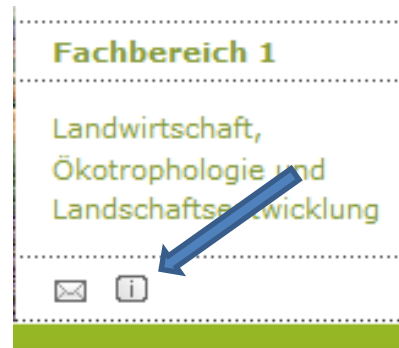 Fachbereich 1
Landwirtschaft,
Ökotrophologie und
Landschaftsentwicklung
i